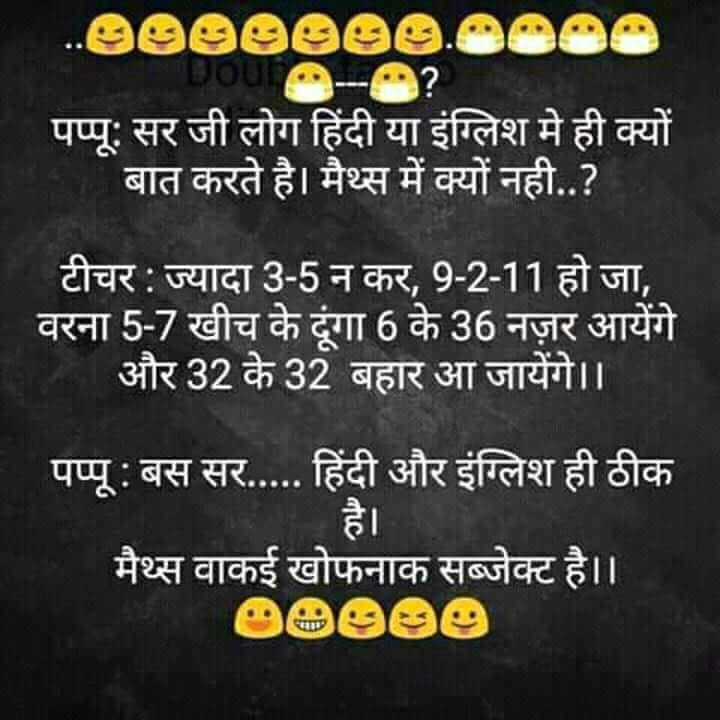 ..😜😜😜😜😜😜😜.😷😷😷😷
😷---😷?
पप्पू: सर जी लोग हिंदी या इंग्लिश मे ही क्यों
बात करते है। मैथ्स में क्यों नही..?
टीचर : ज्यादा 3-5 न कर, 9-2-11 हो जा,
वरना 5-7 खीच के दूंगा 6 के 36 नज़र आयेंगे
और 32 के 32 बहार आ जायेंगे।।
पप्पू : बस सर..... हिंदी और इंग्लिश ही ठीक
है।
मैथ्स वाकई खोफनाक सब्जेक्ट है।।
😀😀😜😜😜